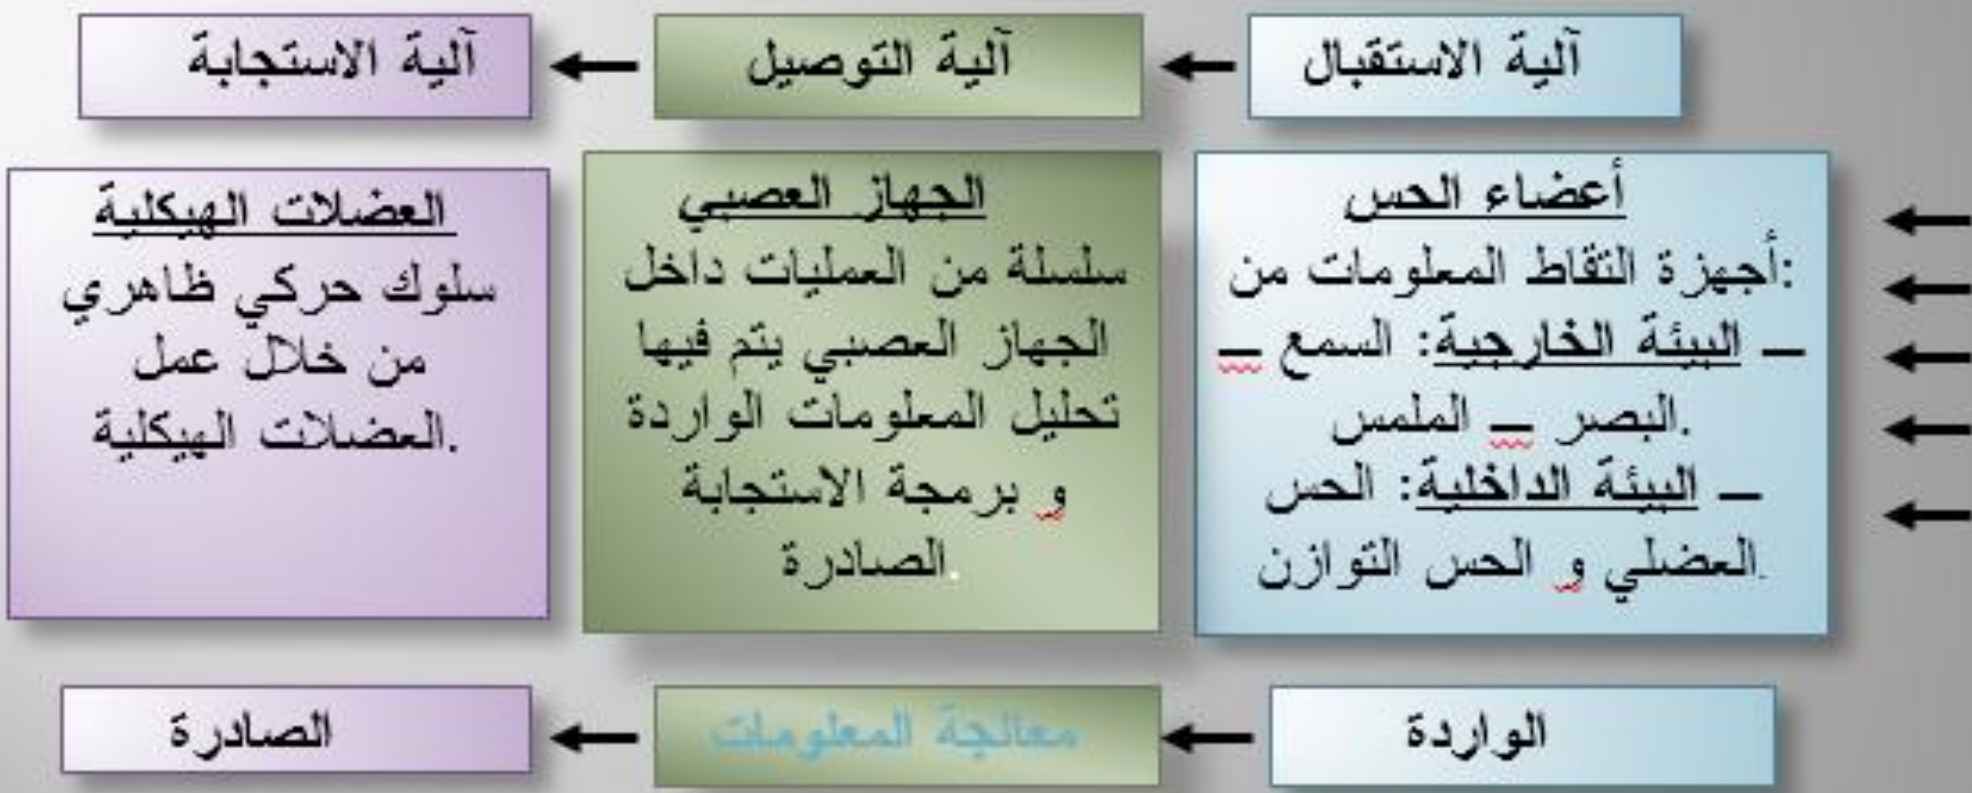 آلية الاستقبال
آلية التوصيل
آلية الاستجابة
أعضاء الحس
:أجهزة التقاط المعلومات من
– البيئة الخارجية: السمع –
.البصر – الملمس
– البيئة الداخلية: الحس
.العضلي و الحس التوازن
الجهاز العصبي
سلسلة من العمليات داخل
الجهاز العصبي يتم فيها
تحليل المعلومات الواردة
و برمجة الاستجابة
.الصادرة
العضلات الهيكلية
سلوك حركي ظاهري
من خلال عمل
.العضلات الهيكلية
الواردة
معالجة المعلومات
الصادرة